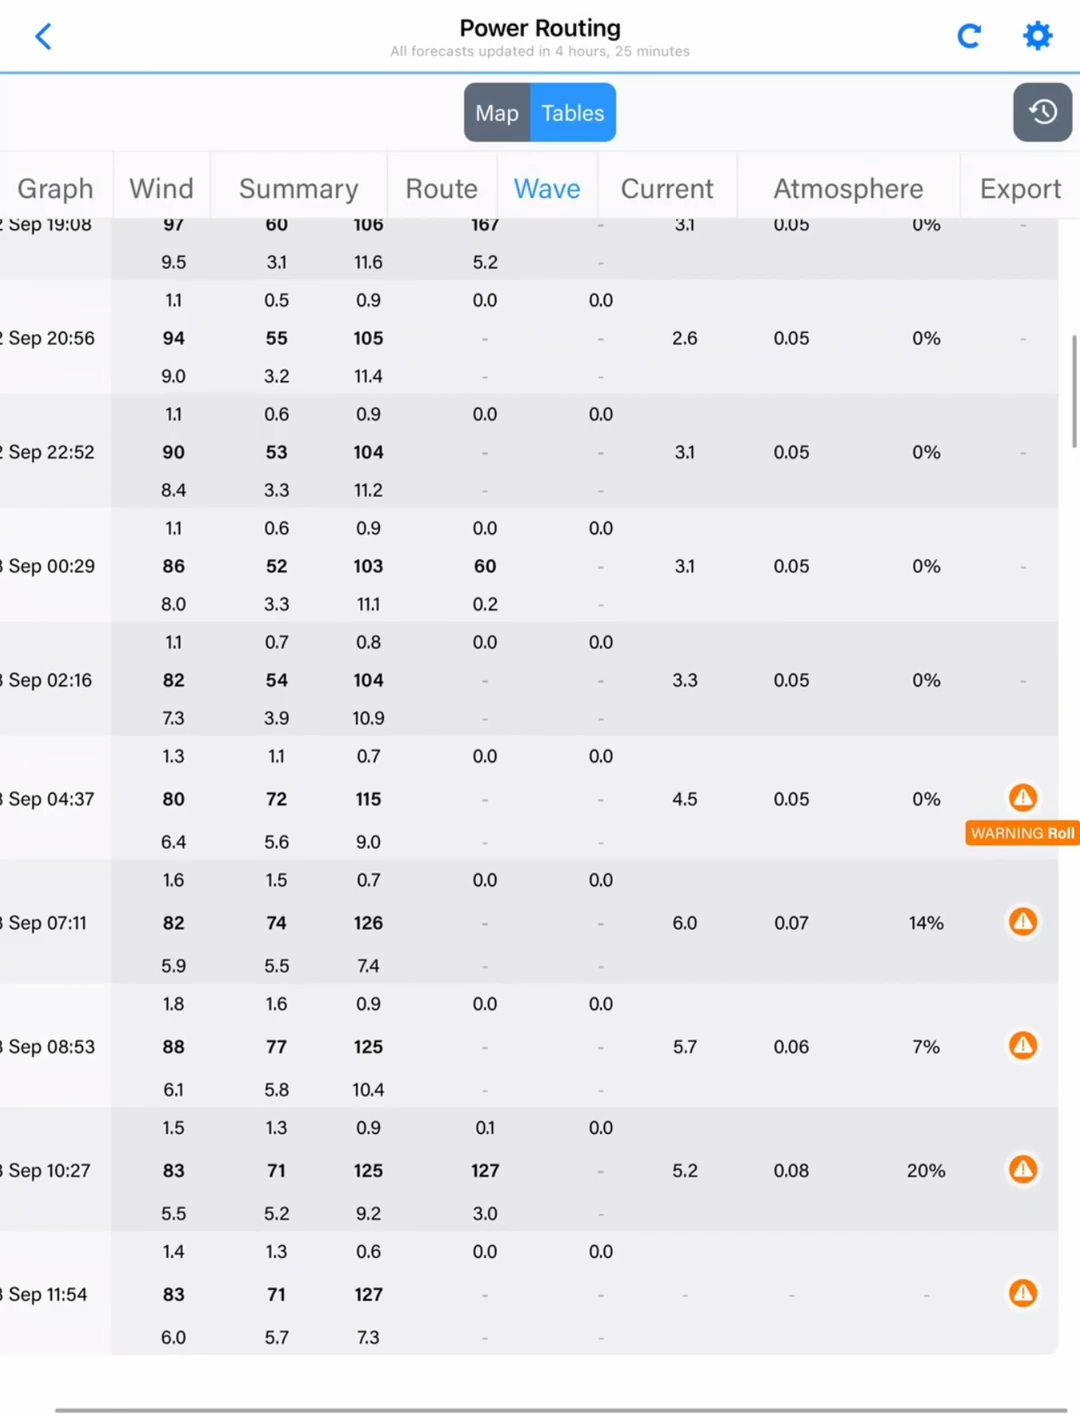 Power Routing
All forecasts updated in 4 hours, 25 minutes
Map Tables
Graph Wind Summary Route Wave Current Atmosphere Export
Sep 19:08 97 60 106 167 - 3.1 0.05 0% -
9.5 3.1 11.6 5.2 -
1.1 0.5 0.9 0.0 0.0
Sep 20:56 94 55 105 - - 2.6 0.05 0% -
9.0 3.2 11.4 - -
1.1 0.6 0.9 0.0 0.0
Sep 22:52 90 53 104 - - 3.1 0.05 0% -
8.4 3.3 11.2 - -
1.1 0.6 0.9 0.0 0.0
Sep 00:29 86 52 103 60 - 3.1 0.05 0% -
8.0 3.3 11.1 0.2 -
1.1 0.7 0.8 0.0 0.0
Sep 02:16 82 54 104 - - 3.3 0.05 0% -
7.3 3.9 10.9 - -
1.3 1.1 0.7 0.0 0.0
Sep 04:37 80 72 115 - - 4.5 0.05 0%
WARNING Roll
6.4 5.6 9.0 - -
1.6 1.5 0.7 0.0 0.0
Sep 07:11 82 74 126 - - 6.0 0.07 14%
5.9 5.5 7.4 - -
1.8 1.6 0.9 0.0 0.0
Sep 08:53 88 77 125 - - 5.7 0.06 7%
6.1 5.8 10.4 - -
1.5 1.3 0.9 0.1 0.0
Sep 10:27 83 71 125 127 - 5.2 0.08 20%
5.5 5.2 9.2 3.0 -
1.4 1.3 0.6 0.0 0.0
Sep 11:54 83 71 127 - - - - -
6.0 5.7 7.3 - -